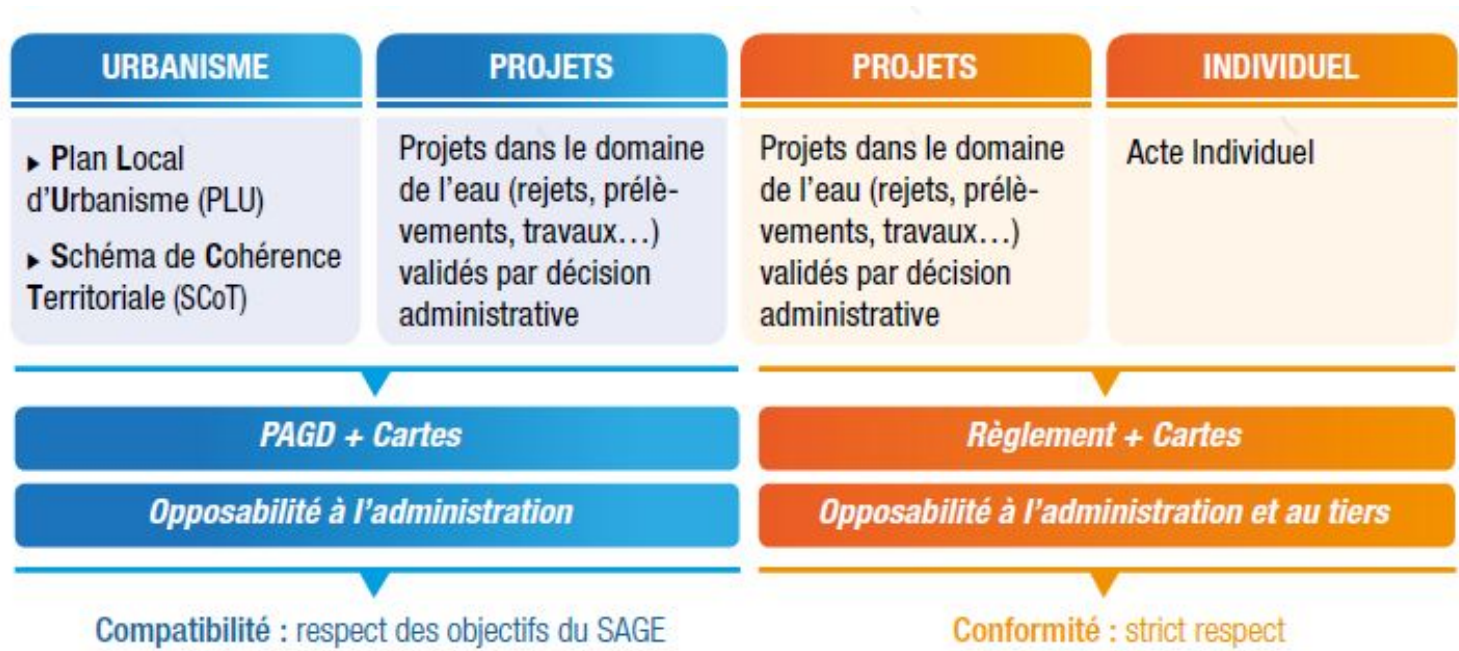 URBANISME
▸ Plan Local
d’Urbanisme (PLU)
▸ Schéma de Cohérence
Territoriale (SCoT)
PROJETS
Projets dans le domaine
de l’eau (rejets, prélè-
vements, travaux…)
validés par décision
administrative
PROJETS
Projets dans le domaine
de l’eau (rejets, prélè-
vements, travaux…)
validés par décision
administrative
INDIVIDUEL
Acte Individuel
PAGD + Cartes
Opposabilité à l’administration
Compatibilité : respect des objectifs du SAGE
Règlement + Cartes
Opposabilité à l’administration et au tiers
Conformité : strict respect